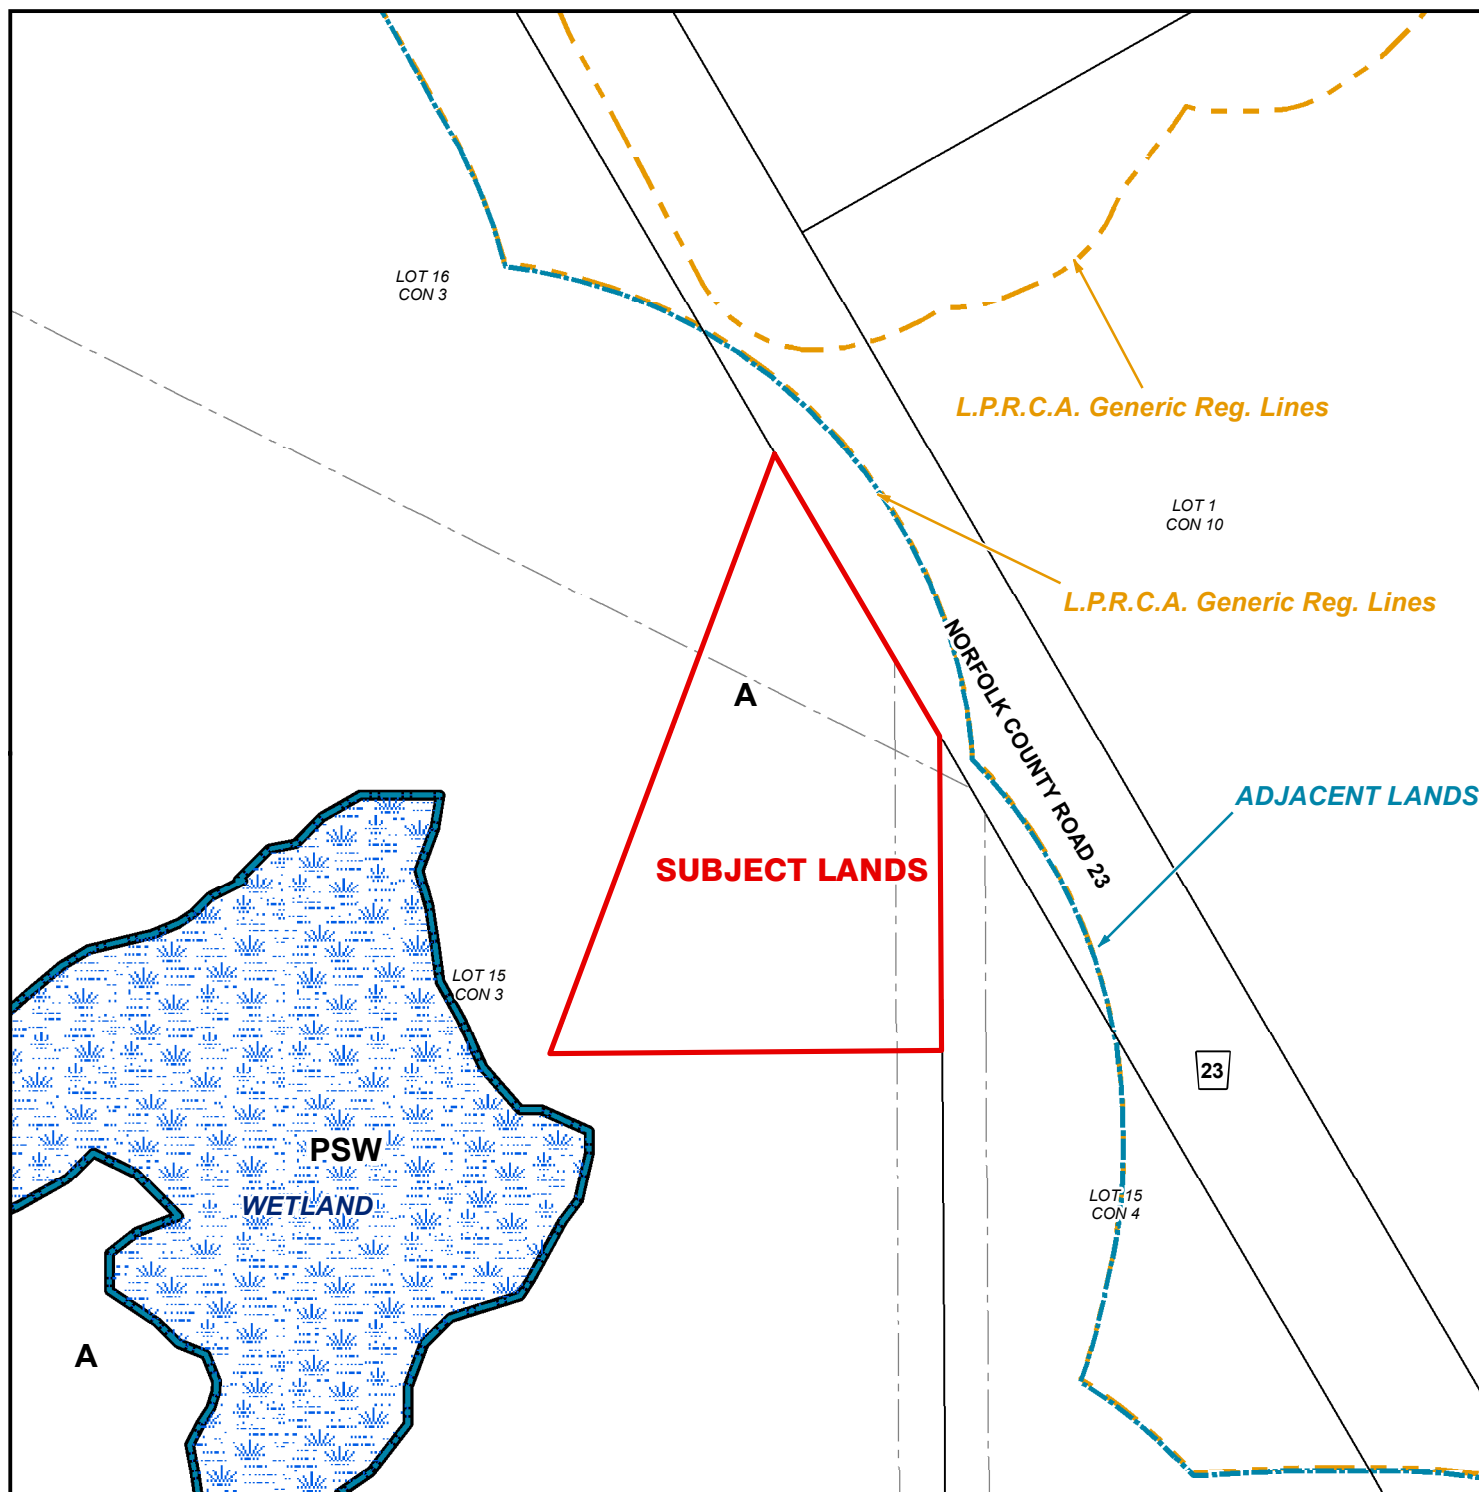 LOT 16
CON 3
L.P.R.C.A. Generic Reg. Lines
LOT 1
CON 10
L.P.R.C.A. Generic Reg. Lines
NORFOLK COUNTY ROAD 23
A
ADJACENT LANDS
SUBJECT LANDS
LOT 15
CON 3
23
PSW
WETLAND
LOT 15
CON 4
A